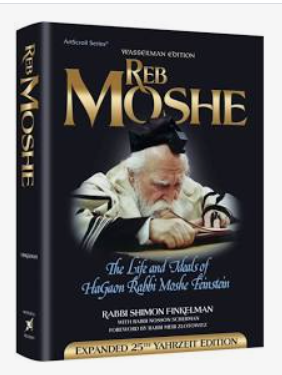 ArtScroll Series®
WASSERMAN EDITION
REB
MOSHE
The Life and Ideals of
HaGaon Rabbi Moshe Feinstein
RABBI SHIMON FINKELMAN
WITH RABBI NOSSON SCHERMAN
FOREWORD BY RABBI MEIR ZLOTOWITZ
EXPANDED 25TH YAHRZEIT EDITION
REB
MOSHE
FINKELMAN